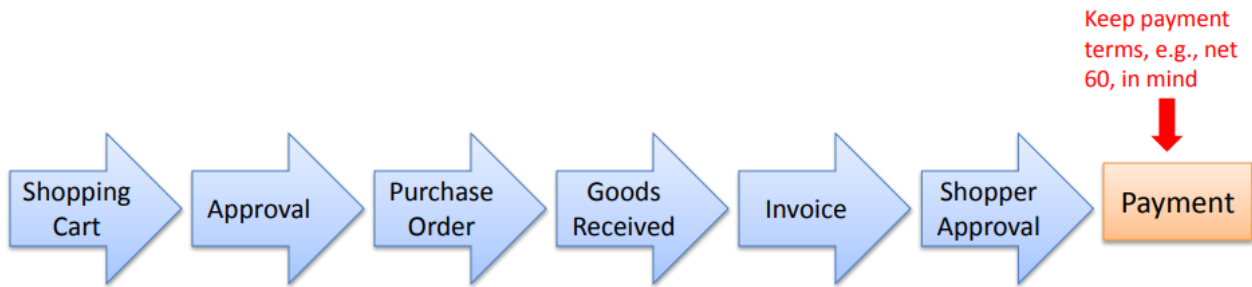 Keep payment
terms, e.g., net
60, in mind
Shopping
Cart
Approval
Purchase
Order
Goods
Received
Invoice
Shopper
Approval
Payment